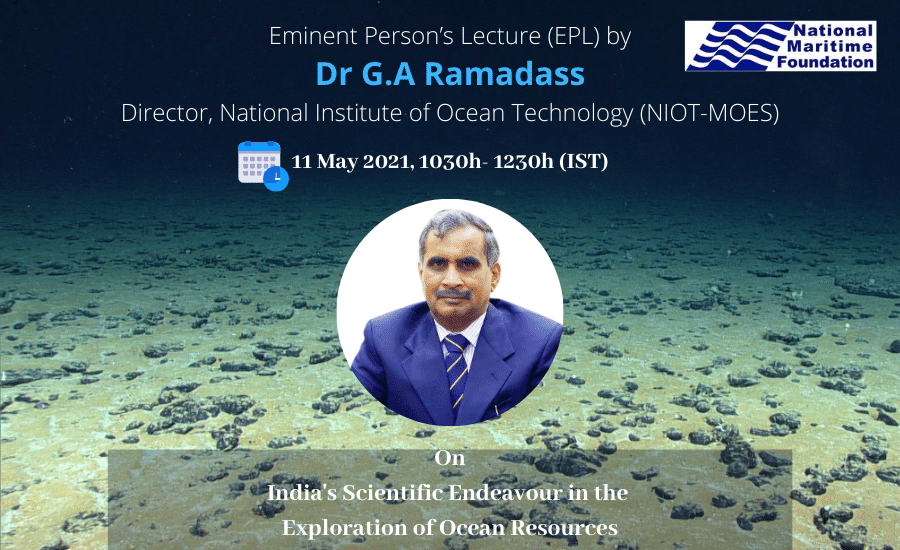 Eminent Person's Lecture (EPL) by
Dr G.A Ramadass
Director, National Institute of Ocean Technology (NIOT-MOES)
11 May 2021, 1030h- 1230h (IST)
National
Maritime
Foundation
On
India's Scientific Endeavour in the
Exploration of Ocean Resources